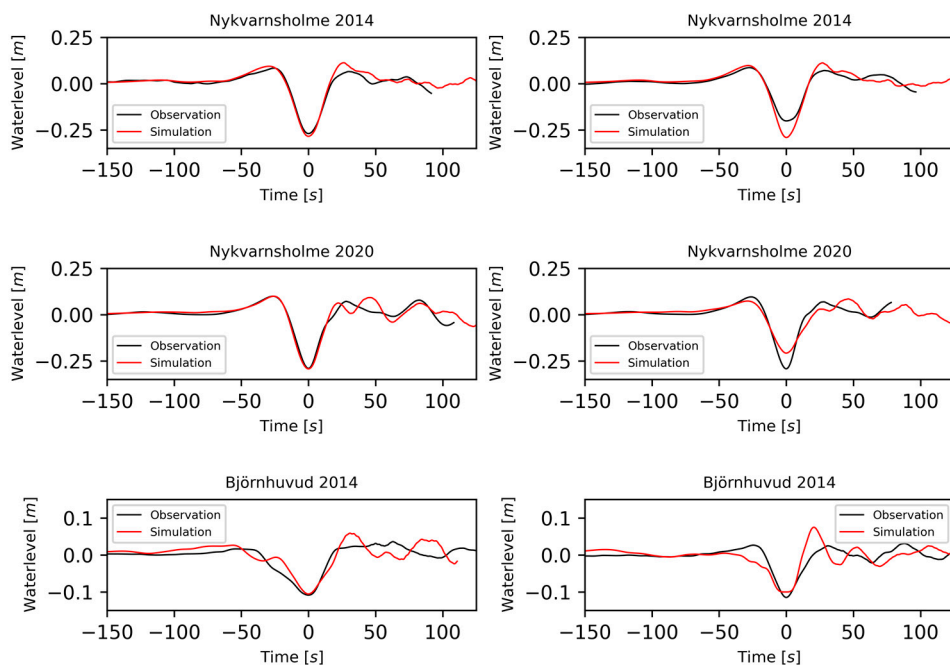 Nykvarnsholme 2014
Waterlevel [m]
0.25
0.00
−0.25
Observation
Simulation
−150 −100 −50 0 50 100
Time [s]
Nykvarnsholme 2014
Waterlevel [m]
0.25
0.00
−0.25
Observation
Simulation
−150 −100 −50 0 50 100
Time [s]
Nykvarnsholme 2020
Waterlevel [m]
0.25
0.00
−0.25
Observation
Simulation
−150 −100 −50 0 50 100
Time [s]
Nykvarnsholme 2020
Waterlevel [m]
0.25
0.00
−0.25
Observation
Simulation
−150 −100 −50 0 50 100
Time [s]
Björnhuvud 2014
Waterlevel [m]
0.1
0.0
−0.1
Observation
Simulation
−150 −100 −50 0 50 100
Time [s]
Björnhuvud 2014
Waterlevel [m]
0.1
0.0
−0.1
Observation
Simulation
−150 −100 −50 0 50 100
Time [s]